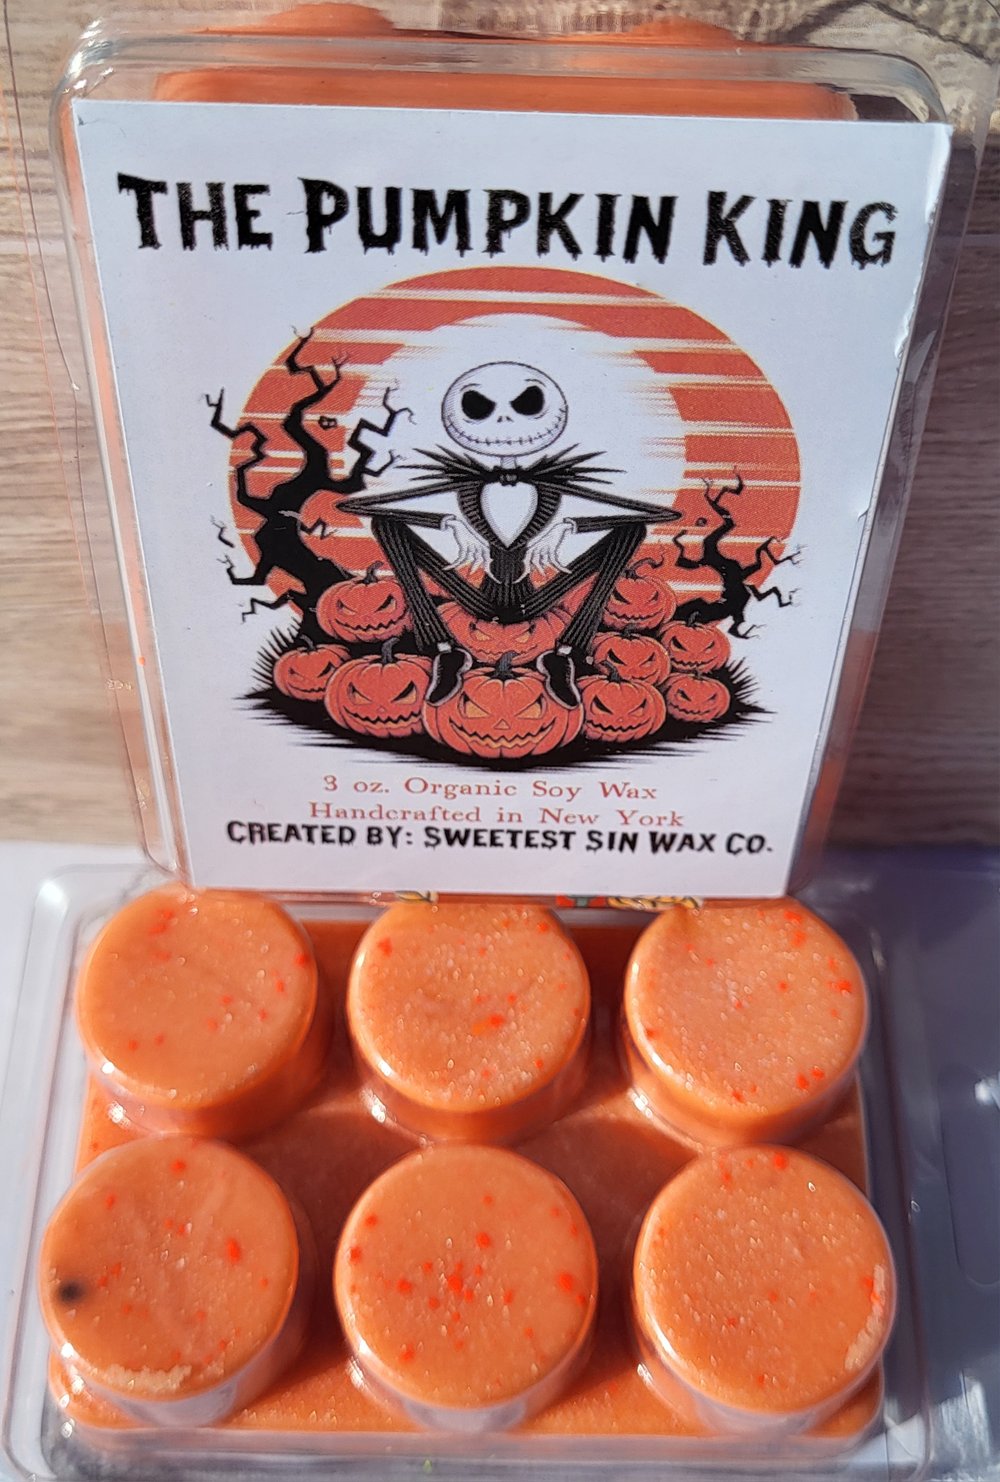 THE PUMPKIN KING
3 oz. Organic Soy Wax
Handcrafted in New York
CREATED BY: SWEETEST SIN WAX CO.